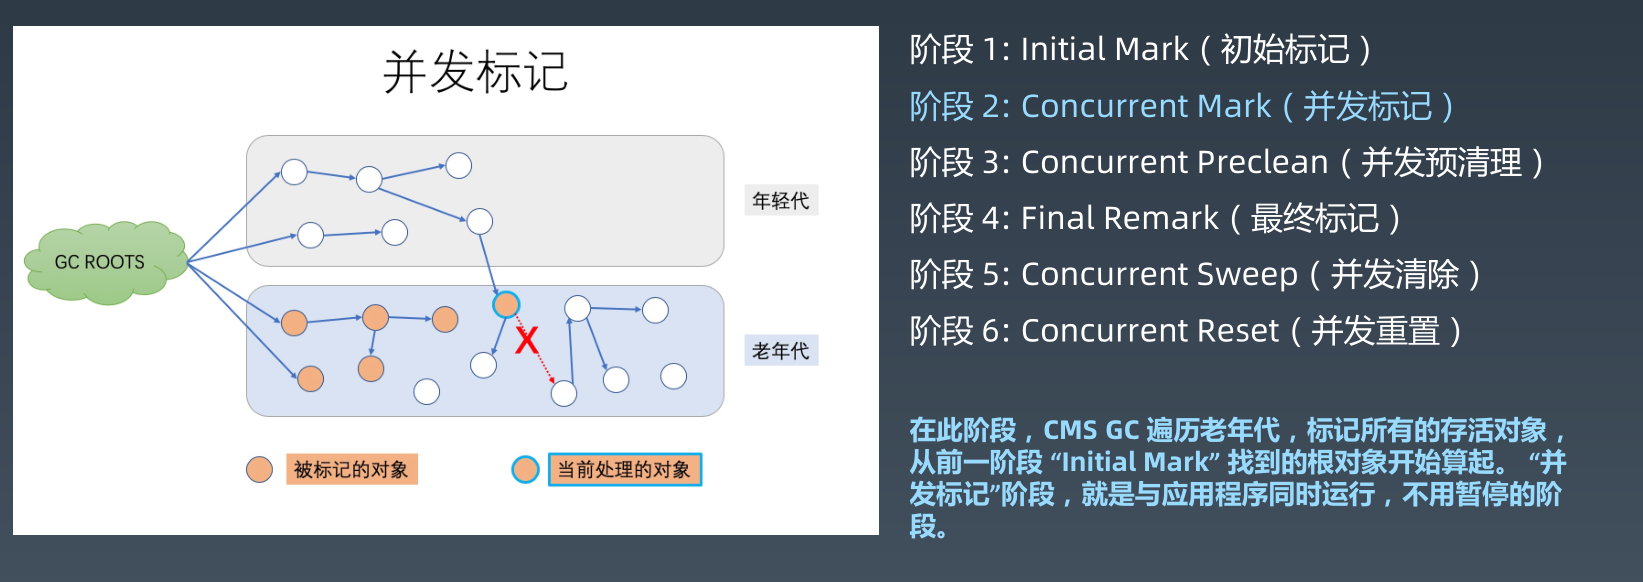 并发标记
年轻代
GC ROOTS
老年代
X
被标记的对象
当前处理的对象
阶段 1: Initial Mark（初始标记）
阶段 2: Concurrent Mark（并发标记）
阶段 3: Concurrent Preclean（并发预清理）
阶段 4: Final Remark（最终标记）
阶段 5: Concurrent Sweep（并发清除）
阶段 6: Concurrent Reset（并发重置）
在此阶段，CMS GC 遍历老年代，标记所有的存活对象，
从前一阶段 “Initial Mark” 找到的根对象开始算起。 “并
发标记”阶段，就是与应用程序同时运行，不用暂停的阶
段。